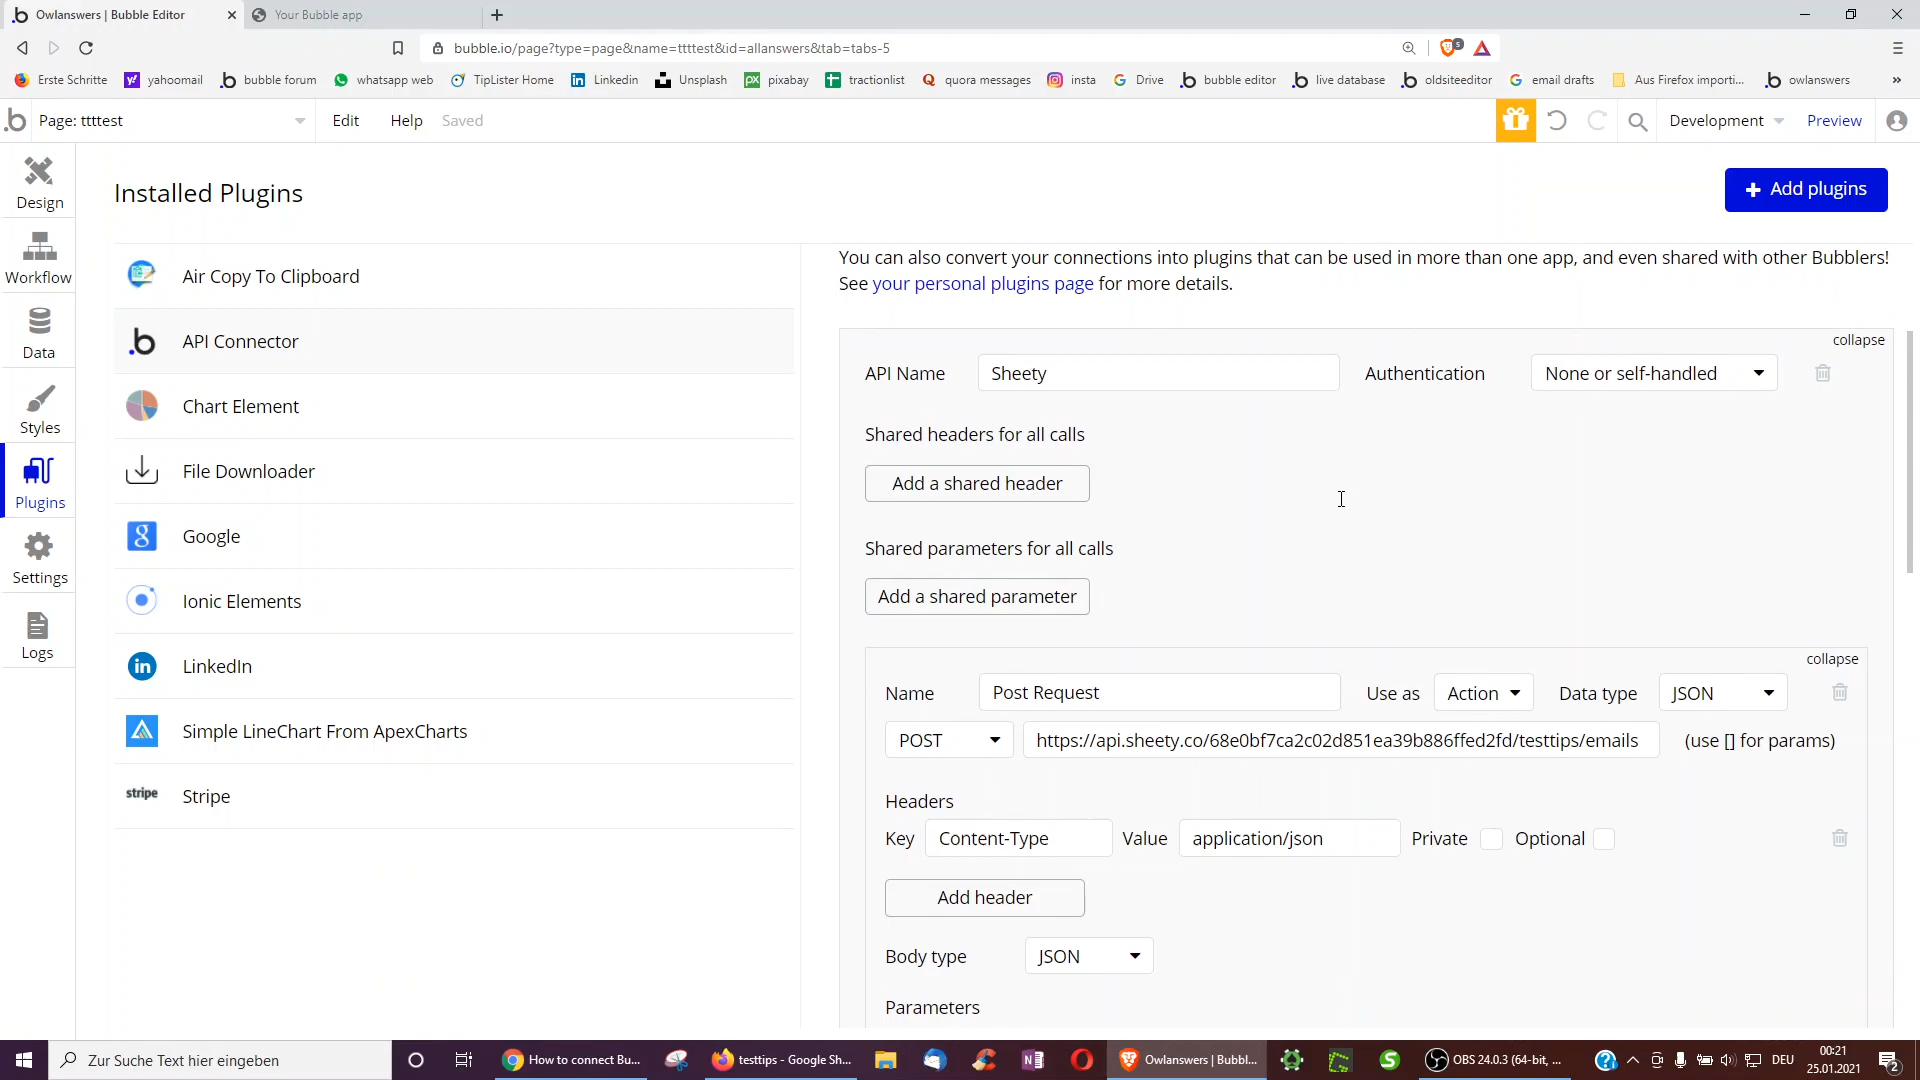 Owlanswers | Bubble Editor
Your Bubble app
bubble.io/page?type=page&name=ttttest&id=allanswers&tab=tabs-5
Erste Schritte
yahoomail
bubble forum
whatsapp web
TipLister Home
Linkedin
Unsplash
pixabay
tractionlist
quora messages
insta
Drive
bubble editor
live database
oldsiteeditor
email drafts
Aus Firefox importi...
owlanswers
Page: ttttest
Edit
Help
Saved
Development
Preview
Design
Workflow
Data
Styles
Plugins
Settings
Logs
Installed Plugins
+ Add plugins
Air Copy To Clipboard
API Connector
Chart Element
File Downloader
Google
Ionic Elements
LinkedIn
Simple LineChart From ApexCharts
stripe Stripe
You can also convert your connections into plugins that can be used in more than one app, and even shared with other Bubblers!
See your personal plugins page for more details.
collapse
API Name Sheety Authentication None or self-handled
Shared headers for all calls
Add a shared header
Shared parameters for all calls
Add a shared parameter
collapse
Name Post Request Use as Action Data type JSON
POST https://api.sheety.co/68e0bf7ca2c02d851ea39b886ffed2fd/testtips/emails (use [] for params)
Headers
Key Content-Type Value application/json Private Optional
Add header
Body type JSON
Parameters
Zur Suche Text hier eingeben
How to connect Bu...
testtips - Google Sh...
Owlanswers | Bubbl...
OBS 24.0.3 (64-bit, ...
DEU
00:21
25.01.2021
2